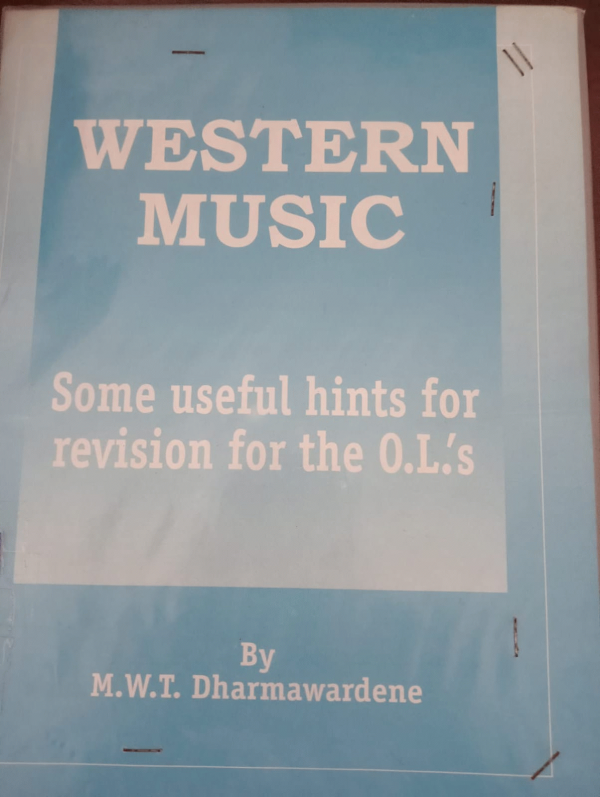 WESTERN
MUSIC
Some useful hints for
revision for the O.L.'s
By
M.W.T. Dharmawardene